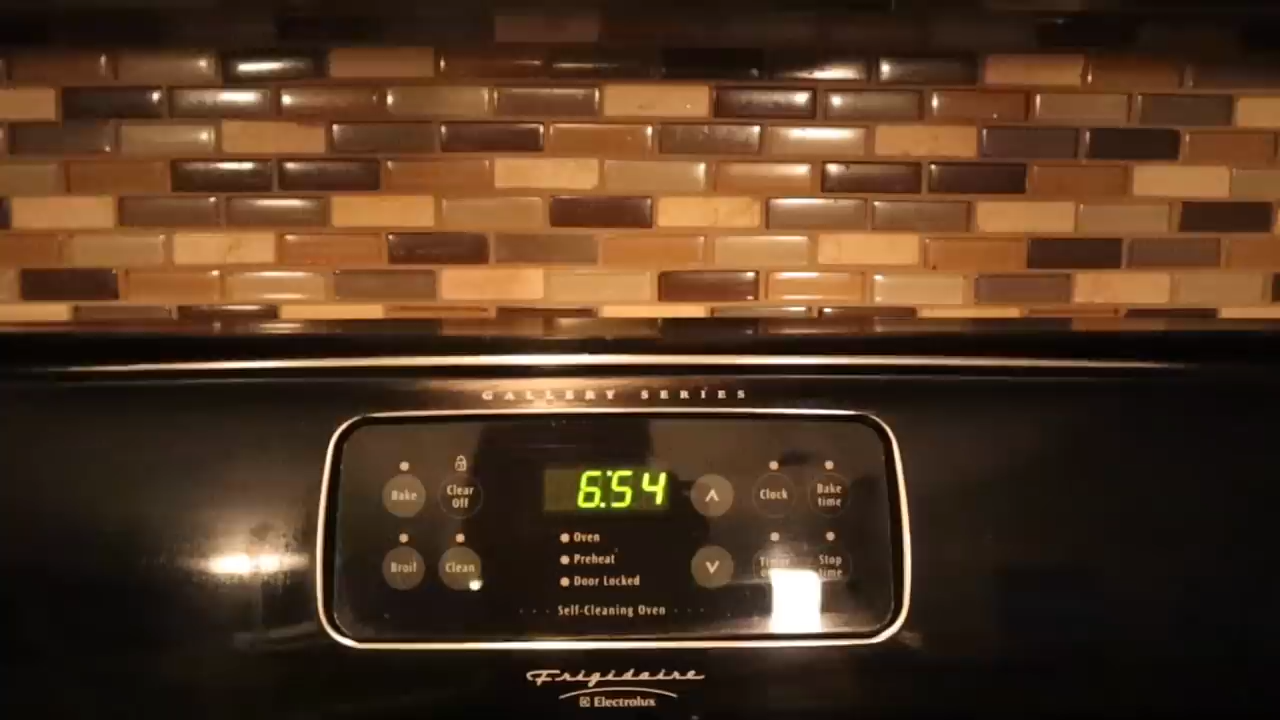 GALLERY SERIES
6:54
Bake
Clear
Off
Clock
Bake
time
Oven
Preheat
Door Locked
Broil
Clean
Timer
Stop
time
Self-Cleaning Oven
Frigidaire
Electrolux